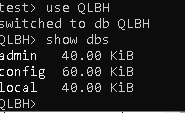 test> use QLBH
switched to db QLBH
QLBH> show dbs
admin   40.00 KiB
config  60.00 KiB
local   40.00 KiB
QLBH>